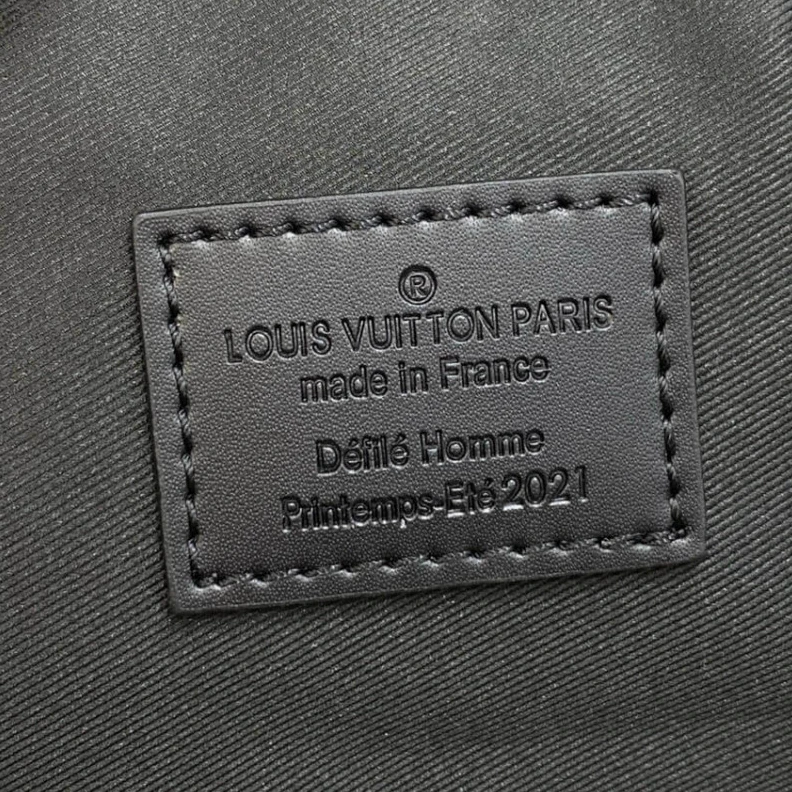 ®
LOUIS VUITTON PARIS
made in France
Défilé Homme
Printemps-Eté 2021